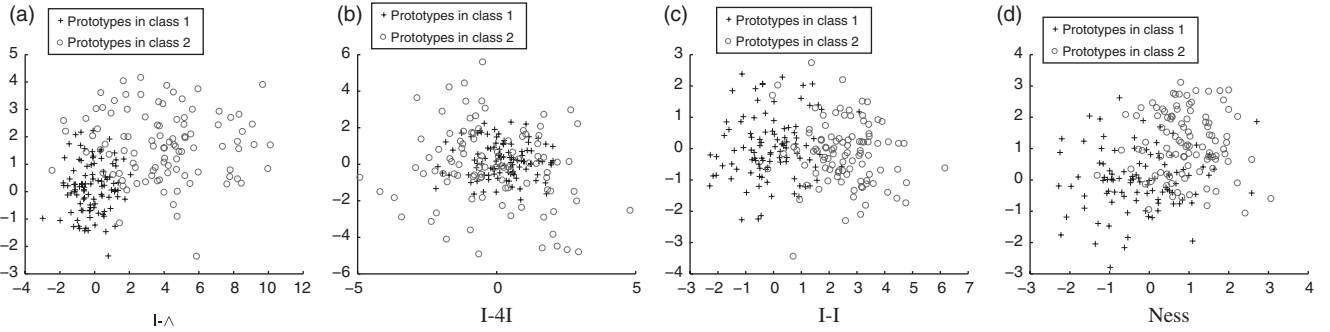 (a)
+ Prototypes in class 1
○ Prototypes in class 2
5
4
3
2
1
0
−1
−2
−3
−4 −2 0 2 4 6 8 10 12
I-Λ
(b)
+ Prototypes in class 1
○ Prototypes in class 2
6
4
2
0
−2
−4
−6
−5 0 5
I-4I
(c)
+ Prototypes in class 1
○ Prototypes in class 2
3
2
1
0
−1
−2
−3
−4
−3 −2 −1 0 1 2 3 4 5 6 7
I-I
(d)
+ Prototypes in class 1
○ Prototypes in class 2
4
3
2
1
0
−1
−2
−3
−3 −2 −1 0 1 2 3 4
Ness